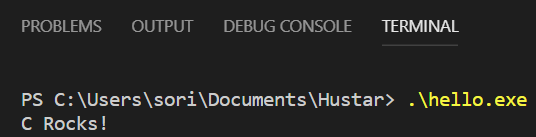 PROBLEMS OUTPUT DEBUG CONSOLE TERMINAL
PS C:\Users\sori\Documents\Hustar> .\hello.exe
C Rocks!